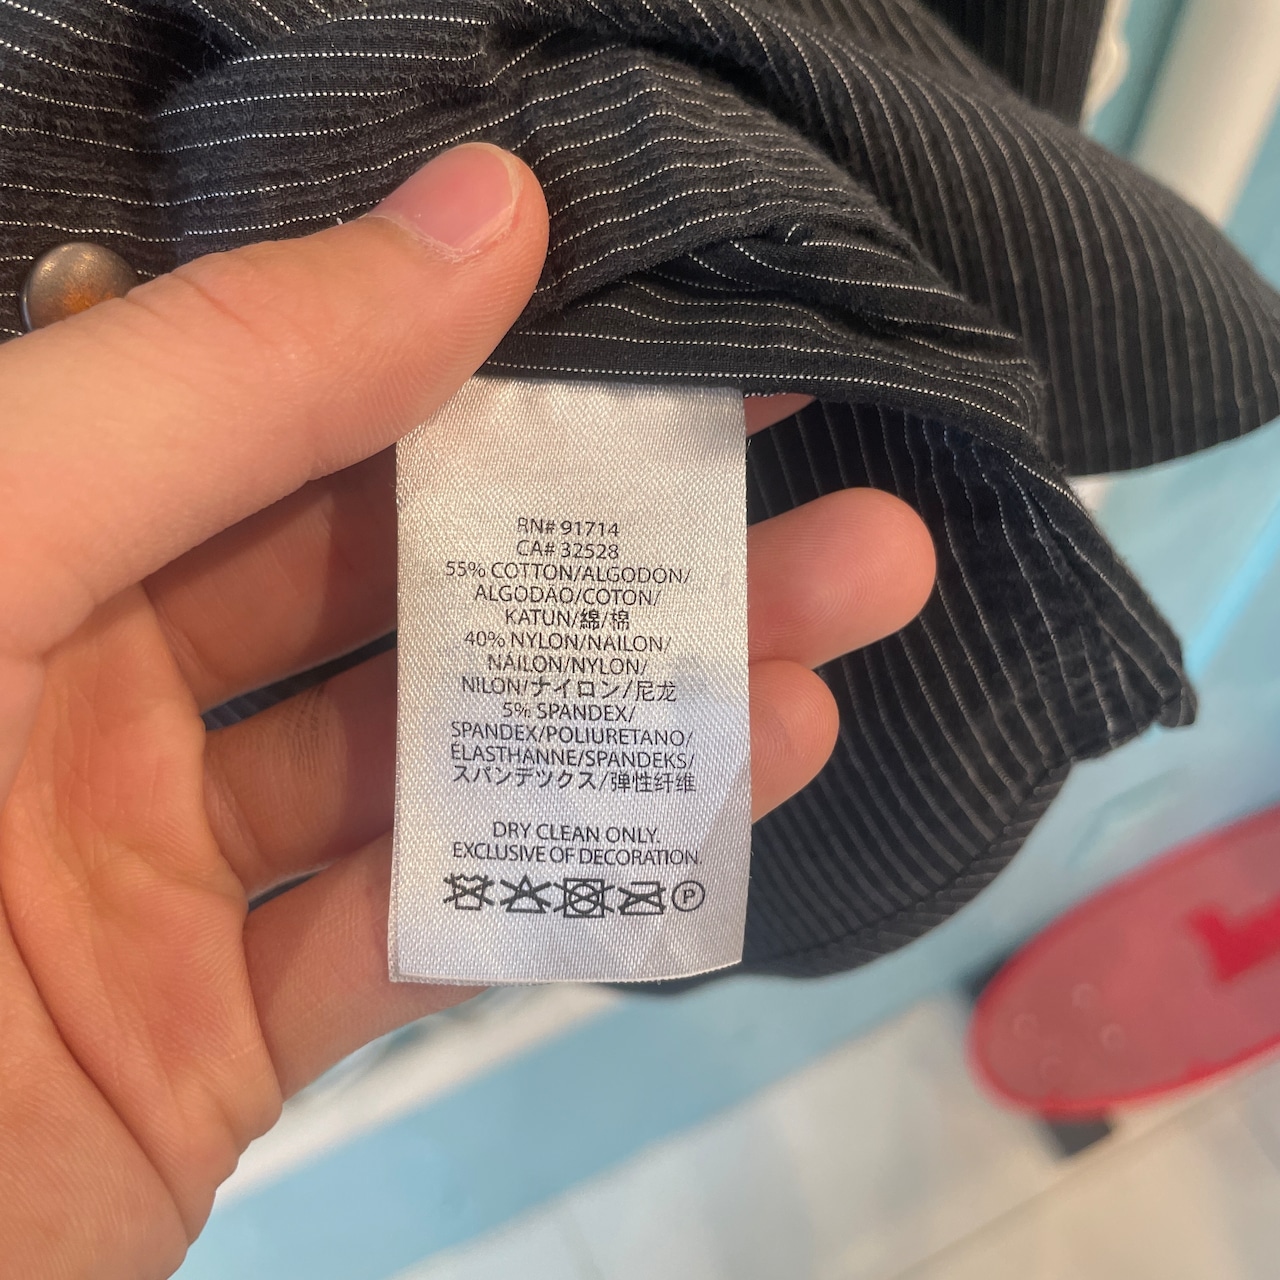 RN# 91714
CA# 32528
55% COTTON/ALGODON/
ALGODAO/COTON/
KATUN/綿/棉
40% NYLON/NAILON/
NAILON/NYLON/
NILON/ナイロン/尼龙
5% SPANDEX/
SPANDEX/POLIURETANO/
ELASTHANNE/SPANDEKS/
スパンデックス/弹性纤维
DRY CLEAN ONLY.
EXCLUSIVE OF DECORATION.
P